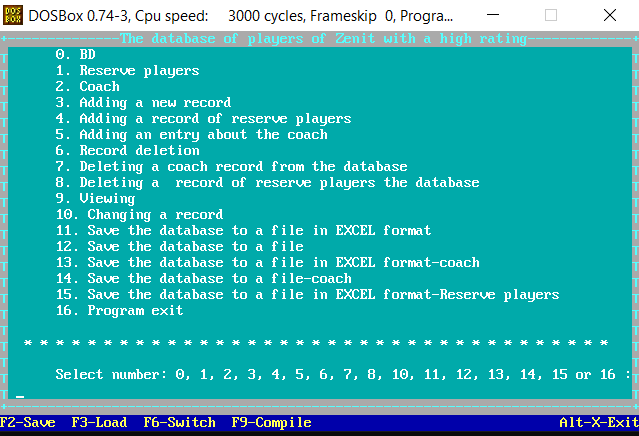 DOS BOX DOSBox 0.74-3, Cpu speed: 3000 cycles, Frameskip 0, Progra...
The database of players of Zenit with a high rating
0. BD
1. Reserve players
2. Coach
3. Adding a new record
4. Adding a record of reserve players
5. Adding an entry about the coach
6. Record deletion
7. Deleting a coach record from the database
8. Deleting a  record of reserve players the database
9. Viewing
10. Changing a record
11. Save the database to a file in EXCEL format
12. Save the database to a file
13. Save the database to a file in EXCEL format-coach
14. Save the database to a file-coach
15. Save the database to a file in EXCEL format-Reserve players
16. Program exit
* * * * * * * * * * * * * * * * * * * * * * * * * * * * * * * * * * * * *
Select number: 0, 1, 2, 3, 4, 5, 6, 7, 8, 10, 11, 12, 13, 14, 15 or 16 :
_
F2-Save F3-Load F6-Switch F9-Compile Alt-X-Exit